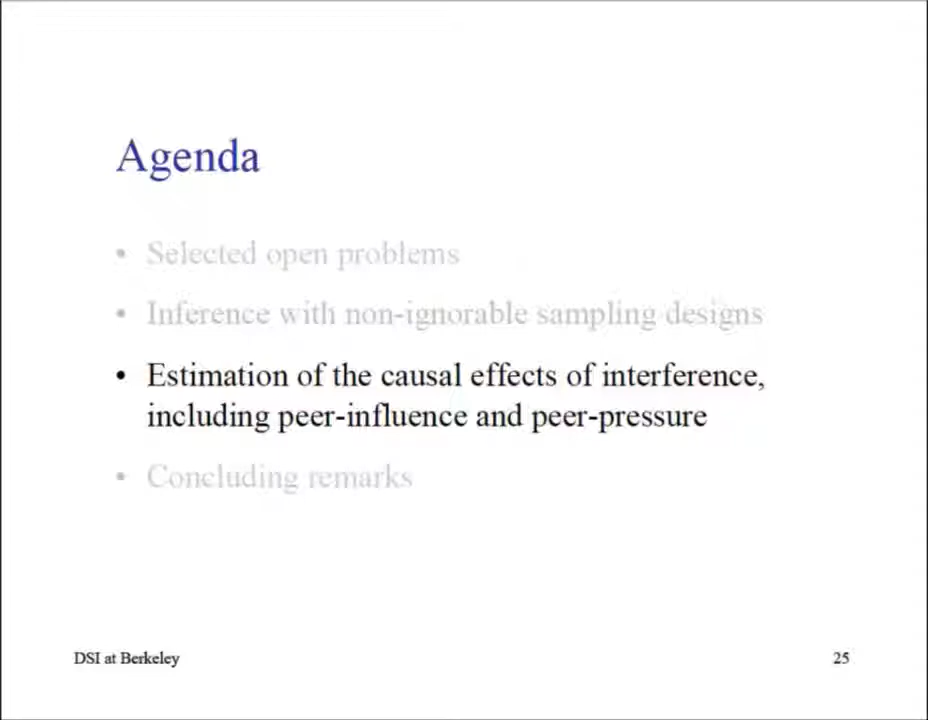 Agenda
• Selected open problems
• Inference with non-ignorable sampling designs
• Estimation of the causal effects of interference,
including peer-influence and peer-pressure
• Concluding remarks
DSI at Berkeley
25